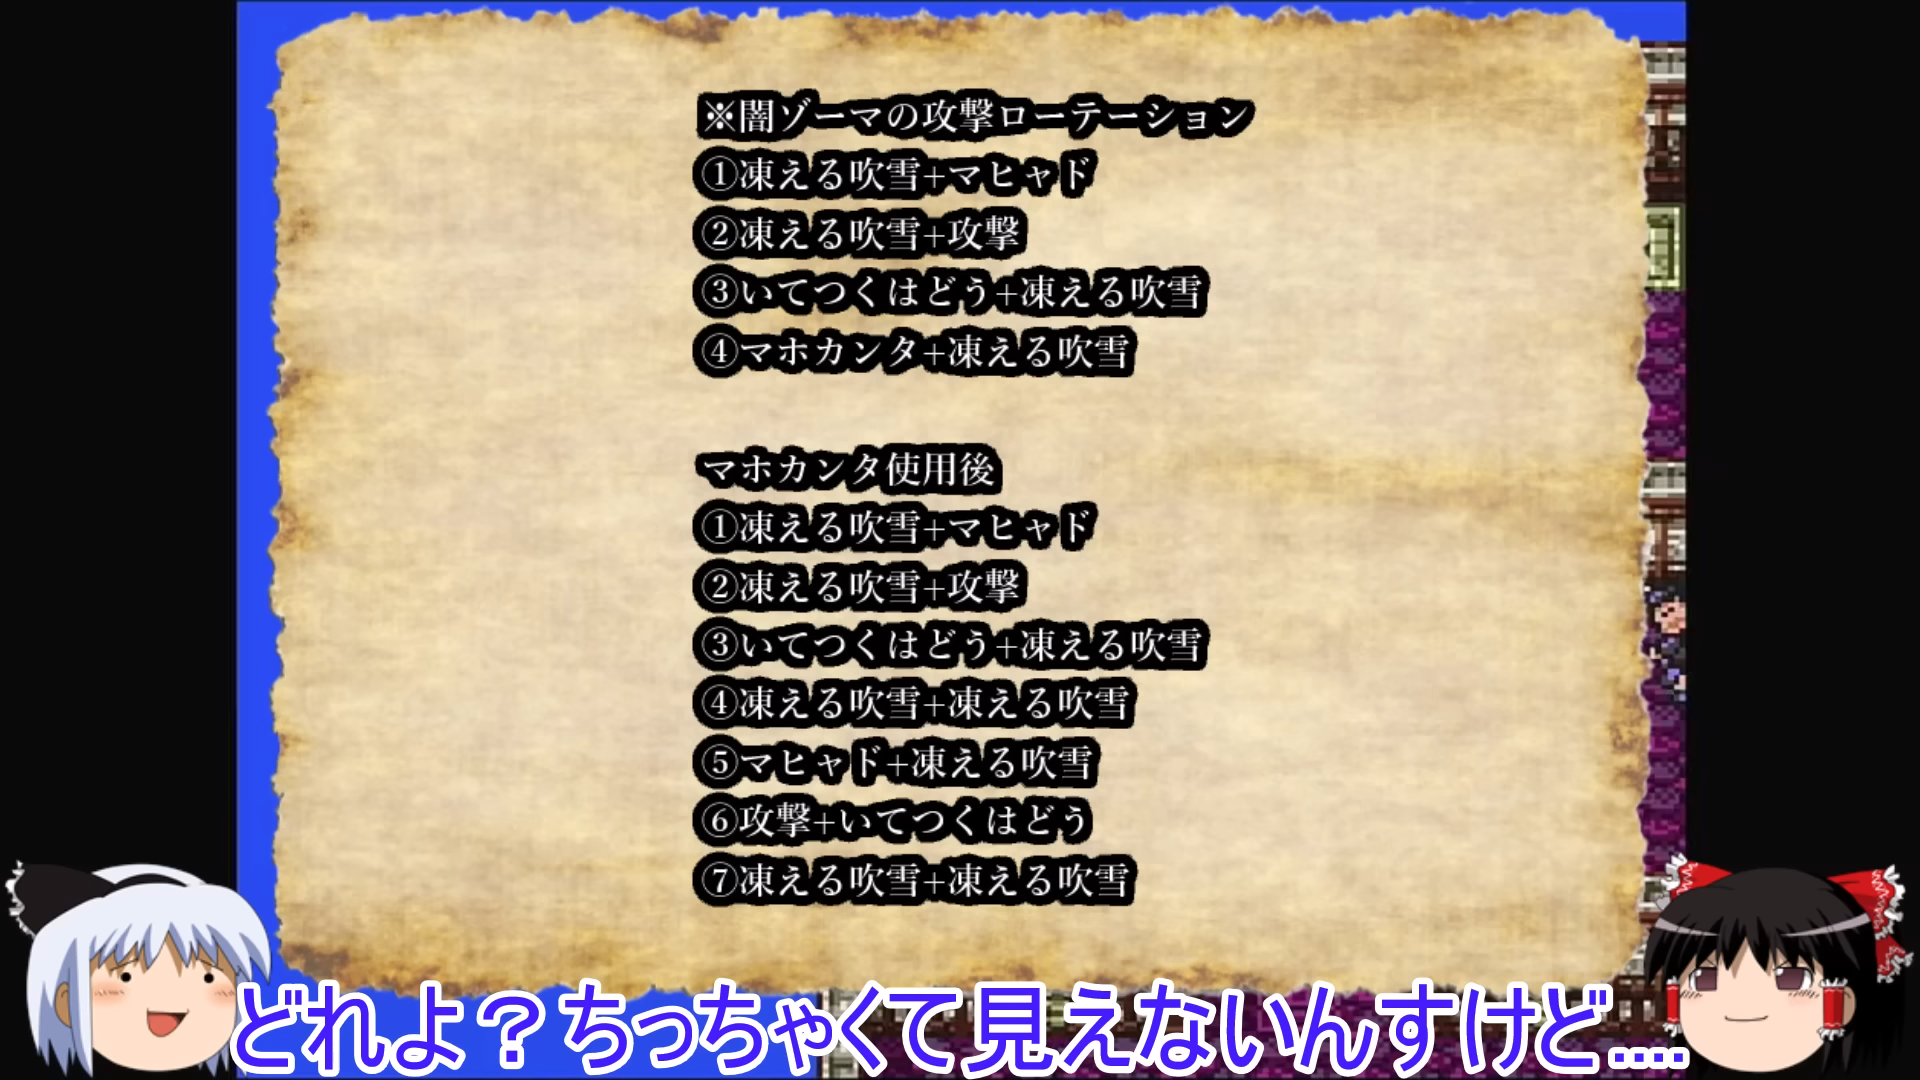 ※闇ゾーマの攻撃ローテーション
①凍える吹雪+マヒャド
②凍える吹雪+攻撃
③いてつくはどう+凍える吹雪
④マホカンタ+凍える吹雪
マホカンタ使用後
①凍える吹雪+マヒャド
②凍える吹雪+攻撃
③いてつくはどう+凍える吹雪
④凍える吹雪+凍える吹雪
⑤マヒャド+凍える吹雪
⑥攻撃+いてつくはどう
⑦凍える吹雪+凍える吹雪
どれよ？ちっちゃくて見えないんすけど....